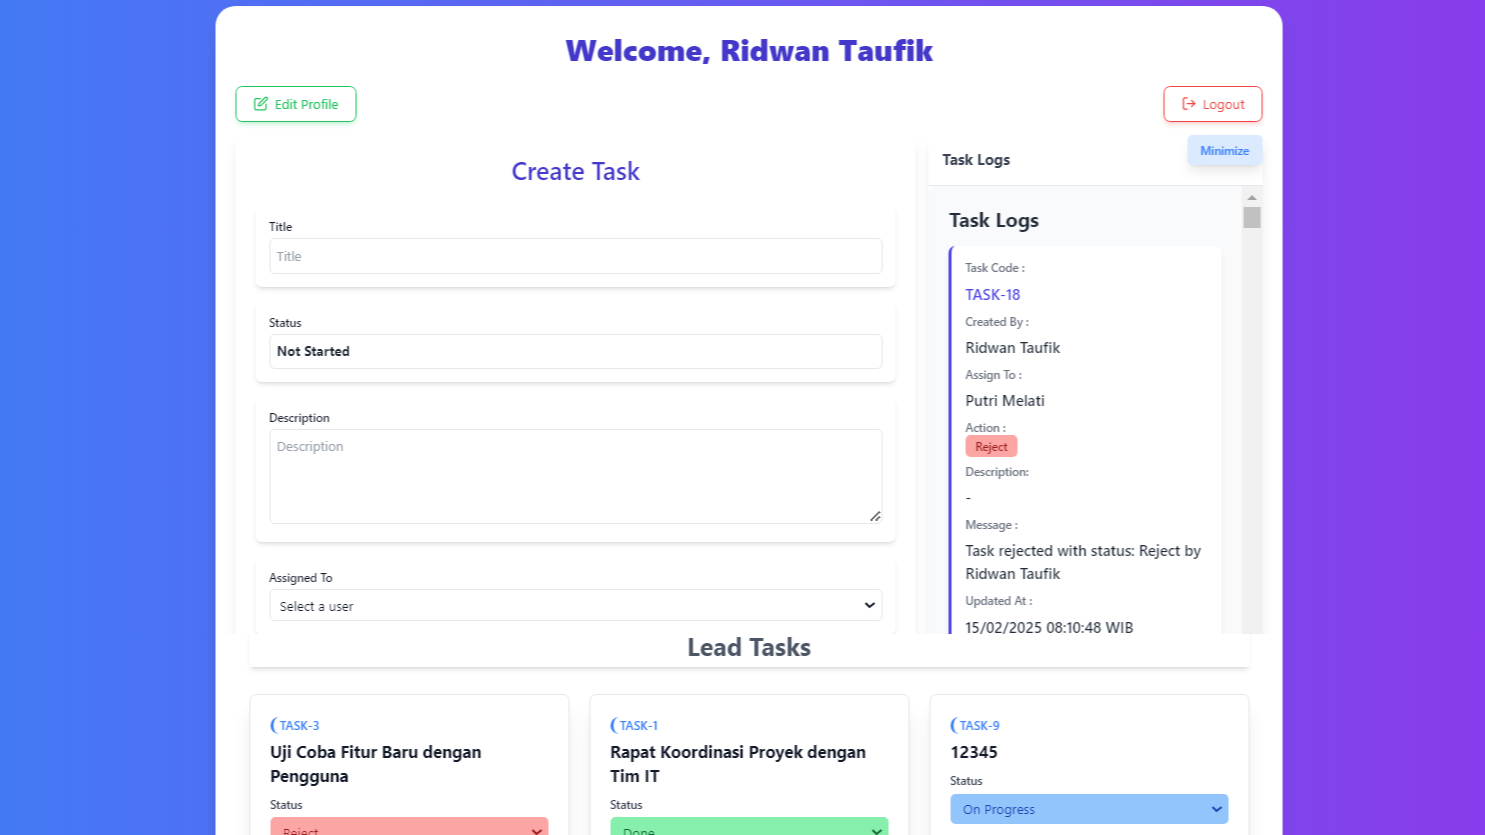 Welcome, Ridwan Taufik
Edit Profile
Logout
Create Task
Title
Title
Status
Not Started
Description
Description
Assigned To
Select a user
Task Logs
Minimize
Task Logs
Task Code :
TASK-18
Created By :
Ridwan Taufik
Assign To :
Putri Melati
Action :
Reject
Description:
-
Message :
Task rejected with status: Reject by
Ridwan Taufik
Updated At :
15/02/2025 08:10:48 WIB
Lead Tasks
TASK-3
Uji Coba Fitur Baru dengan
Pengguna
Status
Reject
TASK-1
Rapat Koordinasi Proyek dengan
Tim IT
Status
Done
TASK-9
12345
Status
On Progress